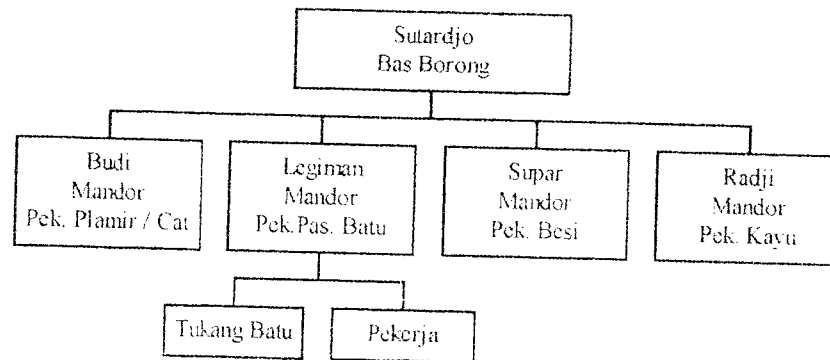 Sutardjo
Bas Borong
Budi
Mandor
Pek. Plamir / Cat
Legiman
Mandor
Pek.Pas. Batu
Supar
Mandor
Pek. Besi
Radji
Mandor
Pek. Kayu
Tukang Batu
Pekerja